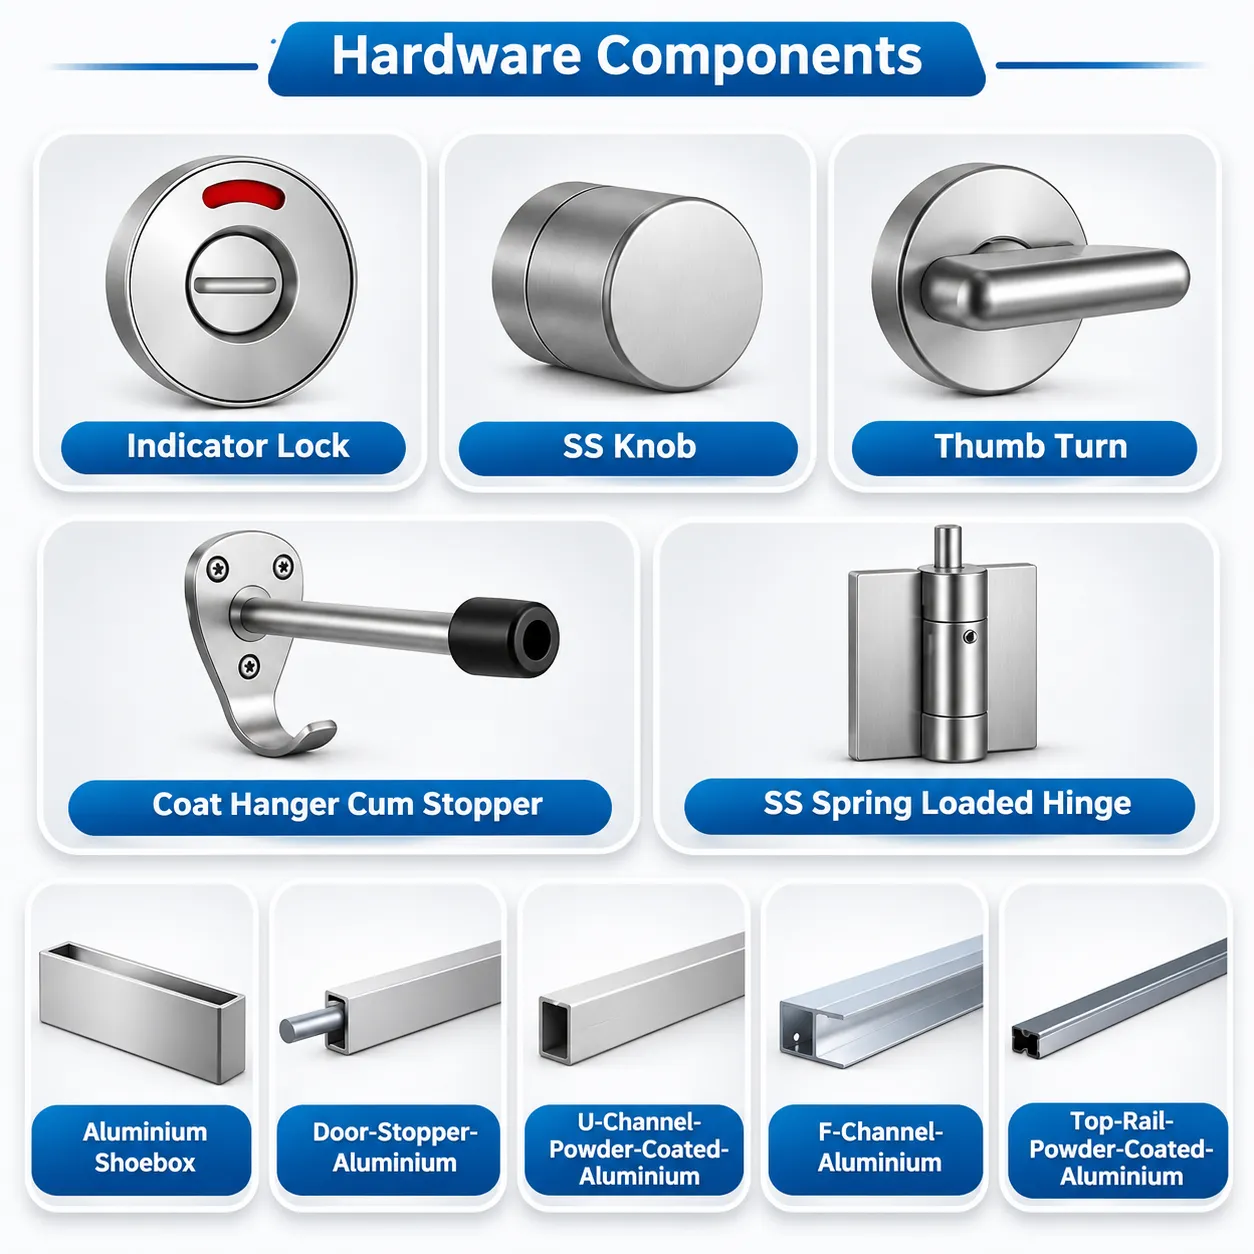 Hardware Components
Indicator Lock
SS Knob
Thumb Turn
Coat Hanger Cum Stopper
SS Spring Loaded Hinge
Aluminium
Shoebox
Door-Stopper-
Aluminium
U-Channel-
Powder-Coated-
Aluminium
F-Channel-
Aluminium
Top-Rail-
Powder-Coated-
Aluminium